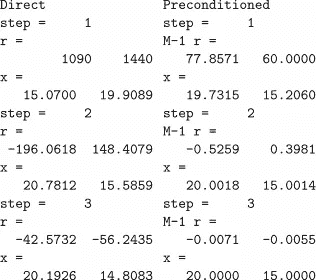 Direct Preconditioned
step = 1 step = 1
r = M-1 r =
1090 1440 77.8571 60.0000
x = x =
15.0700 19.9089 19.7315 15.2060
step = 2 step = 2
r = M-1 r =
-196.0618 148.4079 -0.5259 0.3981
x = x =
20.7812 15.5859 20.0018 15.0014
step = 3 step = 3
r = M-1 r =
-42.5732 -56.2435 -0.0071 -0.0055
x = x =
20.1926 14.8083 20.0000 15.0000